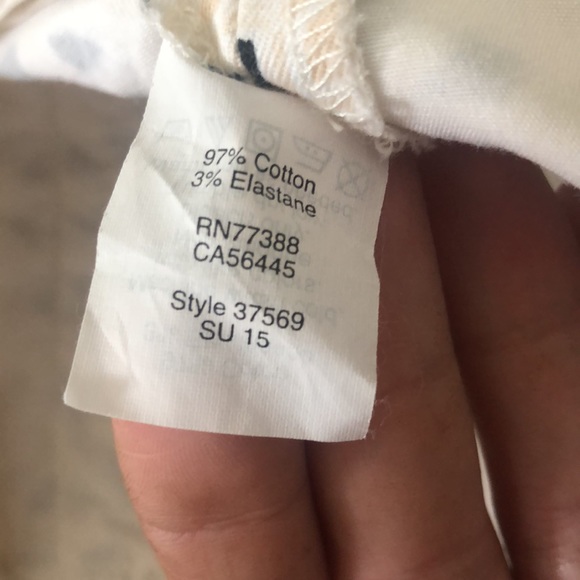 97% Cotton
3% Elastane
RN77388
CA56445
Style 37569
SU 15